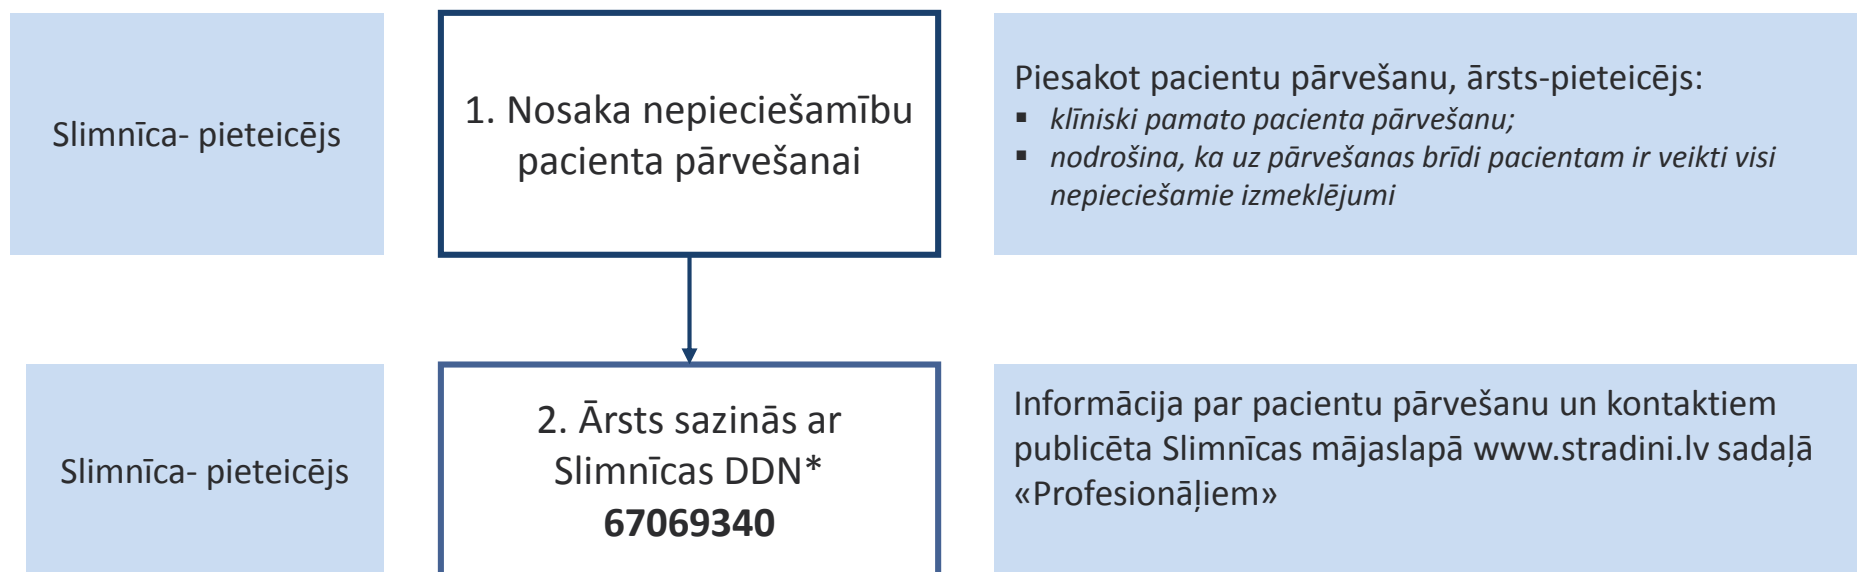 Slimnīca- pieteicējs
1. Nosaka nepieciešamību
pacienta pārvešanai
Piesakot pacientu pārvešanu, ārsts-pieteicējs:
▪ klīniski pamato pacienta pārvešanu;
▪ nodrošina, ka uz pārvešanas brīdi pacientam ir veikti visi
nepieciešamie izmeklējumi
Slimnīca- pieteicējs
2. Ārsts sazinās ar
Slimnīcas DDN*
67069340
Informācija par pacientu pārvešanu un kontaktiem
publicēta Slimnīcas mājaslapā www.stradini.lv sadaļā
«Profesionāļiem»